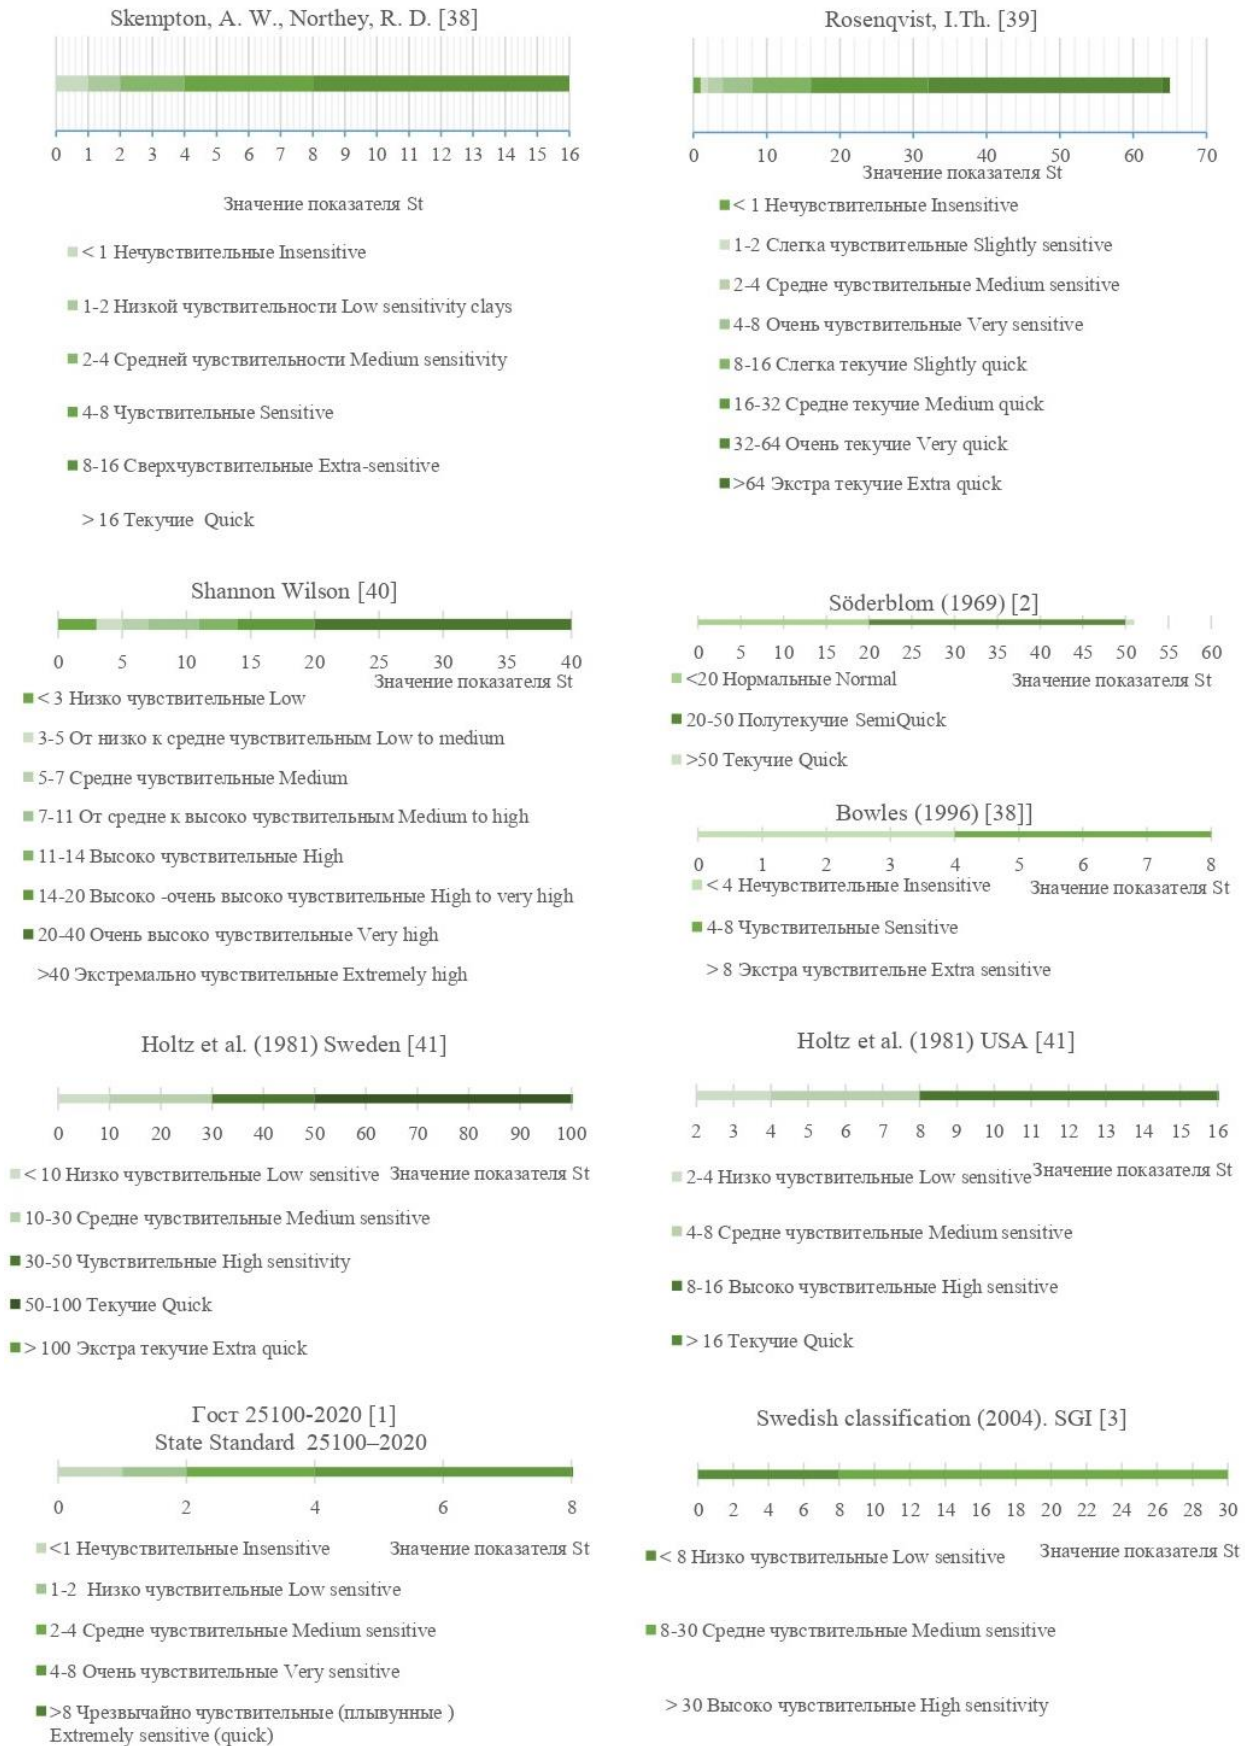 Skempton, A. W., Northey, R. D. [38]
0 1 2 3 4 5 6 7 8 9 10 11 12 13 14 15 16
Значение показателя St
< 1 Нечувствительные Insensitive
1-2 Низкой чувствительности Low sensitivity clays
2-4 Средней чувствительности Medium sensitivity
4-8 Чувствительные Sensitive
8-16 Сверхчувствительные Extra-sensitive
> 16 Текучие Quick
Rosenqvist, I.Th. [39]
0 10 20 30 40 50 60 70
Значение показателя St
< 1 Нечувствительные Insensitive
1-2 Слегка чувствительные Slightly sensitive
2-4 Средне чувствительные Medium sensitive
4-8 Очень чувствительные Very sensitive
8-16 Слегка текучие Slightly quick
16-32 Средне текучие Medium quick
32-64 Очень текучие Very quick
>64 Экстра текучие Extra quick
Shannon Wilson [40]
0 5 10 15 20 25 30 35 40
Значение показателя St
< 3 Низко чувствительные Low
3-5 От низко к средне чувствительным Low to medium
5-7 Средне чувствительные Medium
7-11 От средне к высоко чувствительным Medium to high
11-14 Высоко чувствительные High
14-20 Высоко -очень высоко чувствительные High to very high
20-40 Очень высоко чувствительные Very high
>40 Экстремально чувствительные Extremely high
Söderblom (1969) [2]
0 5 10 15 20 25 30 35 40 45 50 55 60
<20 Нормальные Normal
Значение показателя St
20-50 Полутекучие SemiQuick
>50 Текучие Quick
Bowles (1996) [38]]
0 1 2 3 4 5 6 7 8
< 4 Нечувствительные Insensitive
Значение показателя St
4-8 Чувствительные Sensitive
> 8 Экстра чувствительне Extra sensitive
Holtz et al. (1981) Sweden [41]
0 10 20 30 40 50 60 70 80 90 100
< 10 Низко чувствительные Low sensitive
Значение показателя St
10-30 Средне чувствительные Medium sensitive
30-50 Чувствительные High sensitivity
50-100 Текучие Quick
> 100 Экстра текучие Extra quick
Holtz et al. (1981) USA [41]
2 3 4 5 6 7 8 9 10 11 12 13 14 15 16
2-4 Низко чувствительные Low sensitive
Значение показателя St
4-8 Средне чувствительные Medium sensitive
8-16 Высоко чувствительные High sensitive
> 16 Текучие Quick
Гост 25100-2020 [1]
State Standard 25100–2020
0 2 4 6 8
<1 Нечувствительные Insensitive
Значение показателя St
1-2 Низко чувствительные Low sensitive
2-4 Средне чувствительные Medium sensitive
4-8 Очень чувствительные Very sensitive
>8 Чрезвычайно чувствительные (плывунные )
Extremely sensitive (quick)
Swedish classification (2004). SGI [3]
0 2 4 6 8 10 12 14 16 18 20 22 24 26 28 30
< 8 Низко чувствительные Low sensitive
Значение показателя St
8-30 Средне чувствительные Medium sensitive
> 30 Высоко чувствительные High sensitivity